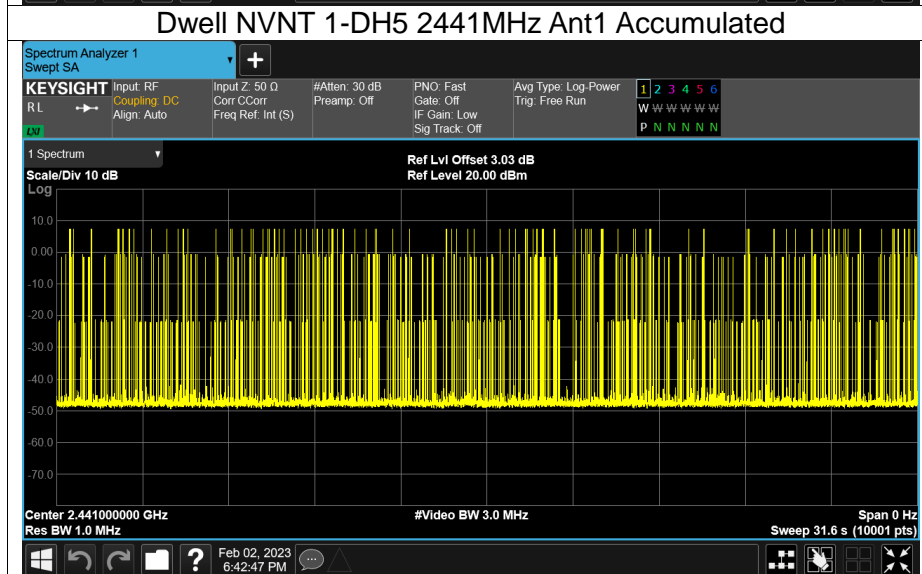 Dwell NVNT 1-DH5 2441MHz Ant1 Accumulated
Spectrum Analyzer 1
Swept SA
+
KEYSIGHT Input: RF Input Z: 50 Ω #Atten: 30 dB PNO: Fast Avg Type: Log-Power 1 2 3 4 5 6
RL Coupling: DC Corr CCorr Preamp: Off Gate: Off Trig: Free Run W W W W W W
Align: Auto Freq Ref: Int (S) IF Gain: Low
LXI Sig Track: Off P N N N N N
1 Spectrum Ref Lvl Offset 3.03 dB
Scale/Div 10 dB Ref Level 20.00 dBm
Log
10.0
0.00
-10.0
-20.0
-30.0
-40.0
-50.0
-60.0
-70.0
Center 2.441000000 GHz #Video BW 3.0 MHz Span 0 Hz
Res BW 1.0 MHz Sweep 31.6 s (10001 pts)
? Feb 02, 2023
6:42:47 PM